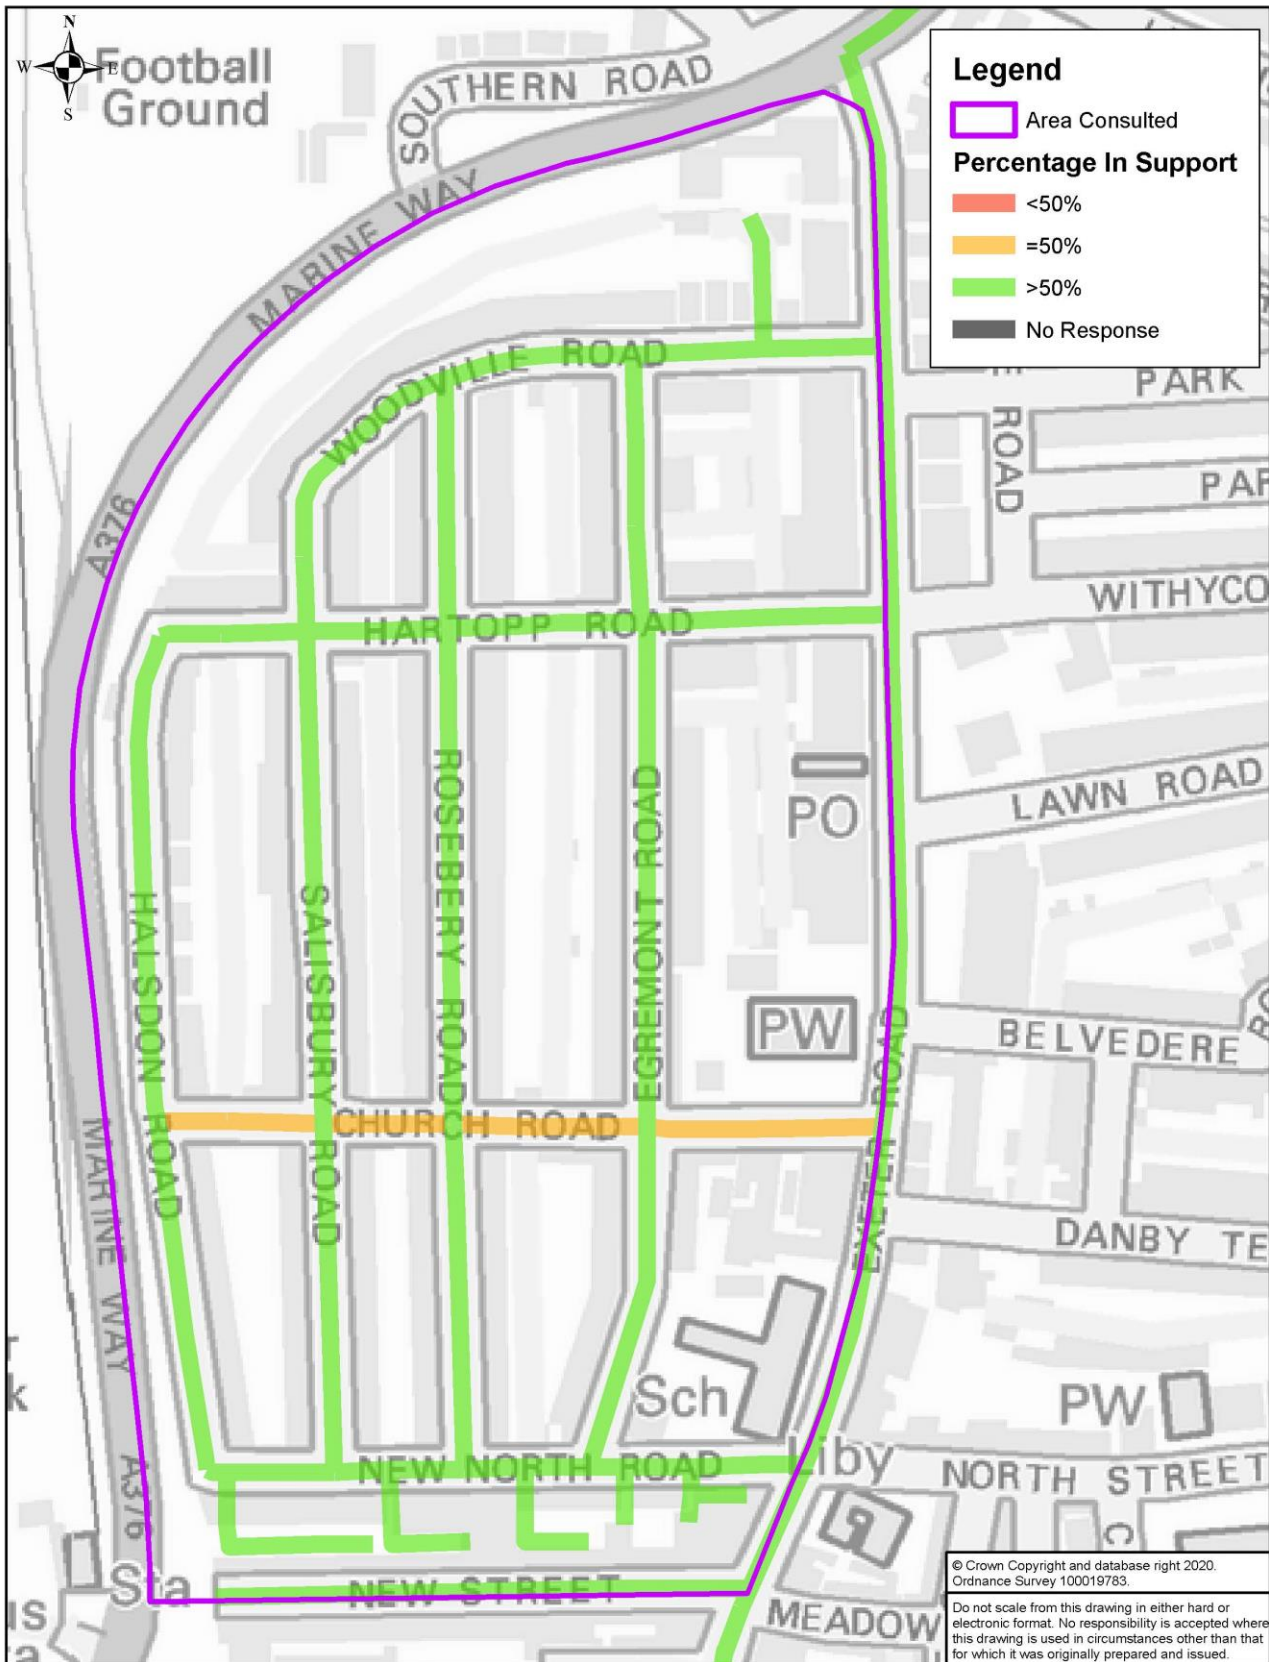 N
W
E
S
Football
Ground
SOUTHERN ROAD
MARINE WAY
A376
WOODVILLE ROAD
HARTOPP ROAD
HALSDON ROAD
SALISBURY ROAD
ROSEBERY ROAD
EGREMONT ROAD
CHURCH ROAD
EXETER ROAD
MARINE WAY
A376
NEW NORTH ROAD
NEW STREET
Sta
PO
PW
Sch
Liby
PW
ROAD
PARK
PAR
WITHYCO
LAWN ROAD
BELVEDERE
RO
DANBY TE
NORTH STREET
C
MEADOW
k
us
Legend
Area Consulted
Percentage In Support
<50%
=50%
>50%
No Response
© Crown Copyright and database right 2020.
Ordnance Survey 100019783.
Do not scale from this drawing in either hard or
electronic format. No responsibility is accepted where
this drawing is used in circumstances other than that
for which it was originally prepared and issued.